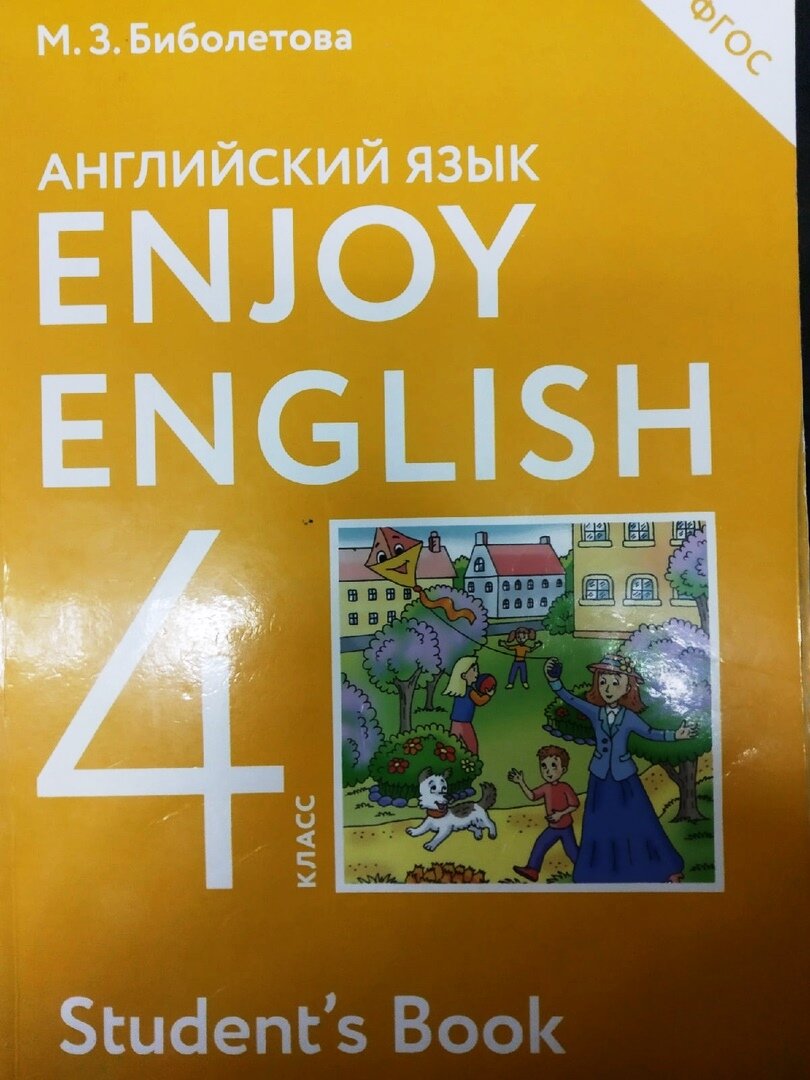 М. З. Биболетова
ФГОС
АНГЛИЙСКИЙ ЯЗЫК
ENJOY
ENGLISH
4
КЛАСС
Student's Book